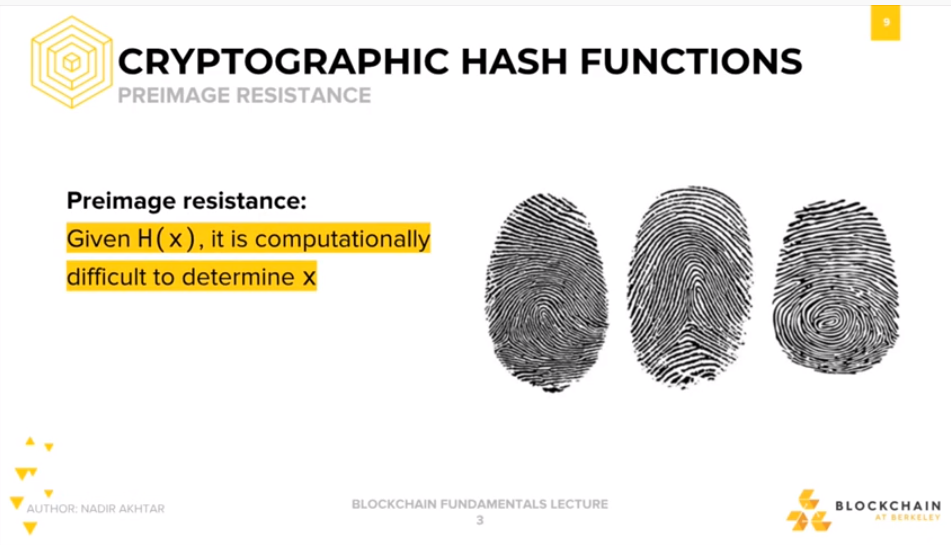 9
CRYPTOGRAPHIC HASH FUNCTIONS
PREIMAGE RESISTANCE
Preimage resistance:
Given H(x), it is computationally
difficult to determine x
AUTHOR: NADIR AKHTAR
BLOCKCHAIN FUNDAMENTALS LECTURE
3
BLOCKCHAIN
AT BERKELEY